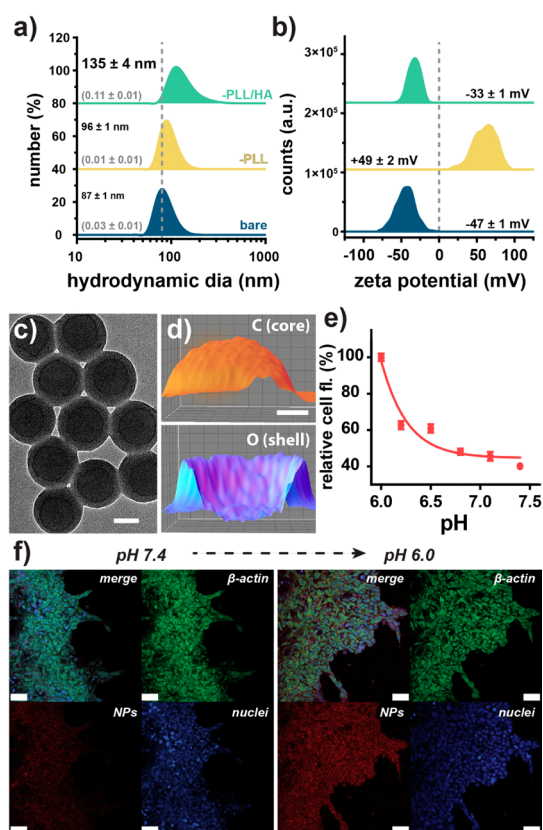 a)
135 ± 4 nm
(0.11 ± 0.01)
-PLL/HA
96 ± 1 nm
(0.01 ± 0.01)
-PLL
87 ± 1 nm
(0.03 ± 0.01)
bare
number (%)
120
100
80
60
40
20
0
10
100
1000
hydrodynamic dia (nm)
b)
-33 ± 1 mV
+49 ± 2 mV
-47 ± 1 mV
counts (a.u.)
3×10⁵
2×10⁵
1×10⁵
0
-100
-50
0
50
100
zeta potential (mV)
c)
d)
C (core)
O (shell)
e)
relative cell fl. (%)
100
80
60
40
6.0
6.5
7.0
7.5
pH
f)
pH 7.4
pH 6.0
merge
β-actin
merge
β-actin
NPs
nuclei
NPs
nuclei